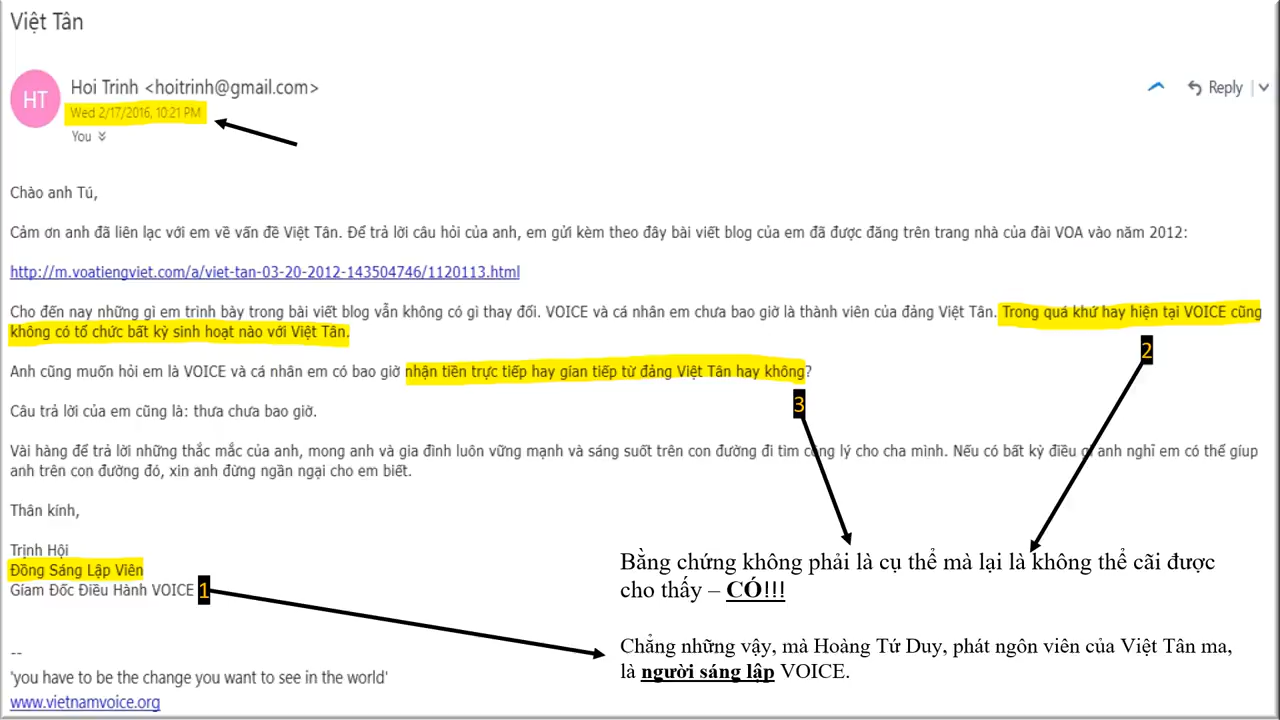 Việt Tân
HT
Hoi Trinh <hoitrinh@gmail.com>
Reply
Wed 2/17/2016, 10:21 PM
You
Chào anh Tú,
Cảm ơn anh đã liên lạc với em về vấn đề Việt Tân. Để trả lời câu hỏi của anh, em gửi kèm theo đây bài viết blog của em đã được đăng trên trang nhà của đài VOA vào năm 2012:
http://m.voatiengviet.com/a/viet-tan-03-20-2012-143504746/1120113.html
Cho đến nay những gì em trình bày trong bài viết blog vẫn không có gì thay đổi. VOICE và cá nhân em chưa bao giờ là thành viên của đảng Việt Tân. Trong quá khứ hay hiện tại VOICE cũng
không có tổ chức bất kỳ sinh hoạt nào với Việt Tân.
2
Anh cũng muốn hỏi em là VOICE và cá nhân em có bao giờ nhận tiền trực tiếp hay gían tiếp từ đảng Việt Tân hay không?
3
Câu trả lời của em cũng là: thưa chưa bao giờ.
Vài hàng để trả lời những thắc mắc của anh, mong anh và gia đình luôn vững mạnh và sáng suốt trên con đường đi tìm công lý cho cha mình. Nếu có bất kỳ điều gì anh nghĩ em có thể gíup
anh trên con đường đó, xin anh đừng ngần ngại cho em biết.
Thân kính,
Trịnh Hội
Đồng Sáng Lập Viên
Gíam Đốc Điều Hành VOICE 1
Bằng chứng không phải là cụ thể mà lại là không thể cãi được
cho thấy – CÓ!!!
Chẳng những vậy, mà Hoàng Tứ Duy, phát ngôn viên của Việt Tân ma,
là người sáng lập VOICE.
--
'you have to be the change you want to see in the world'
www.vietnamvoice.org